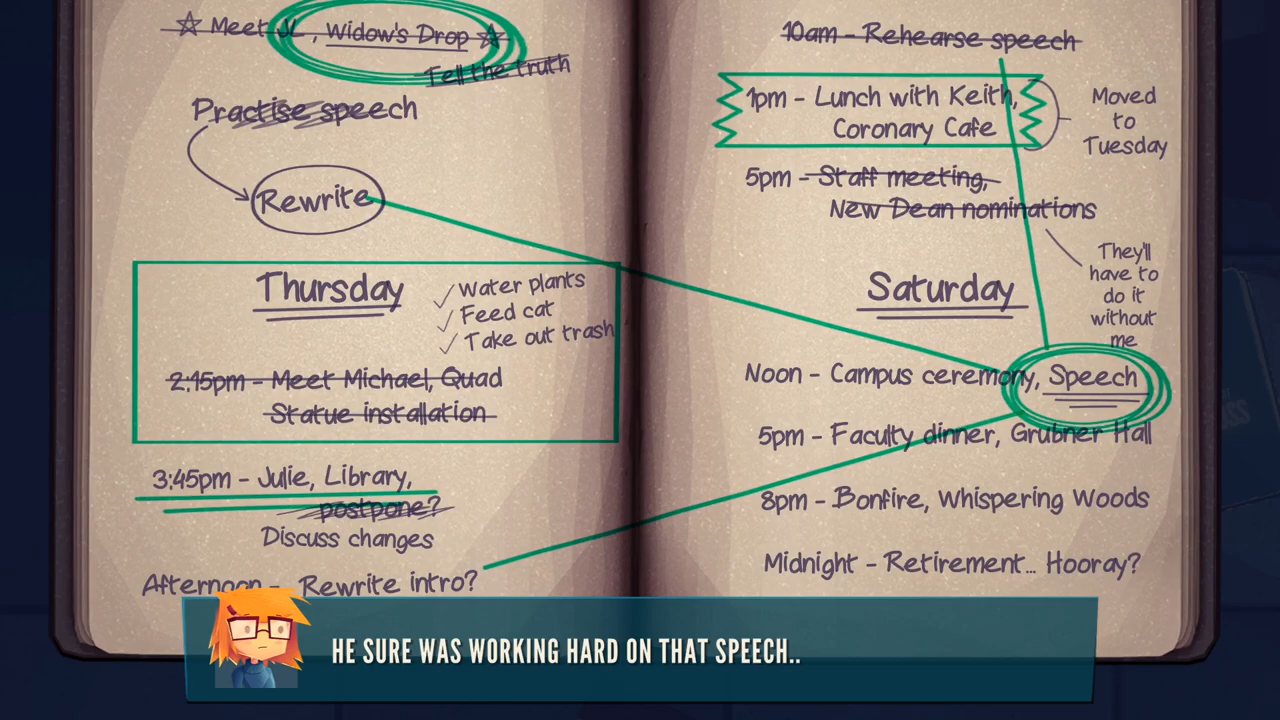 ☆ Meet JL, Widow's Drop ☆
Tell the truth
Practise speech
Rewrite
Thursday
✓ Water plants
✓ Feed cat
✓ Take out trash
2:45pm - Meet Michael, Quad
Statue installation
3:45pm - Julie, Library,
postpone?
Discuss changes
Afternoon - Rewrite intro?
10am - Rehearse speech
1pm - Lunch with Keith,
Coronary Cafe
Moved
to
Tuesday
5pm - Staff meeting,
New Dean nominations
They'll
have to
do it
without
me
Saturday
Noon - Campus ceremony, Speech
5pm - Faculty dinner, Grubner Hall
8pm - Bonfire, Whispering Woods
Midnight - Retirement... Hooray?
HE SURE WAS WORKING HARD ON THAT SPEECH..